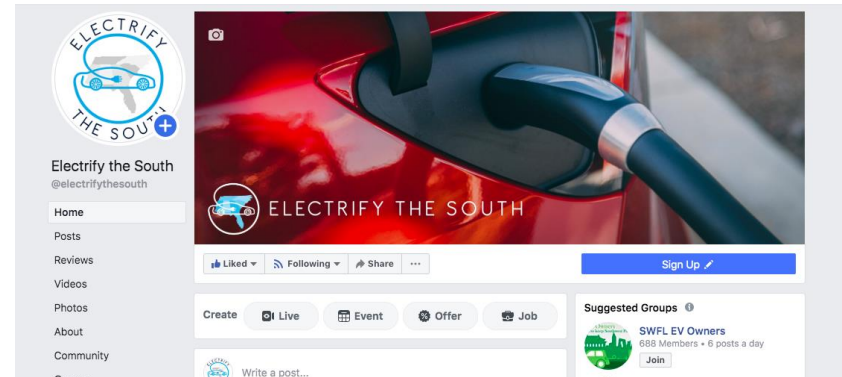 ELECTRIFY
THE SOUTH
Electrify the South
@electrifythesouth
Home
Posts
Reviews
Videos
Photos
About
Community
ELECTRIFY THE SOUTH
Liked
Following
Share
...
Sign Up
Create
Live
Event
Offer
Job
Write a post...
Suggested Groups
SWFL EV Owners
688 Members • 6 posts a day
Join